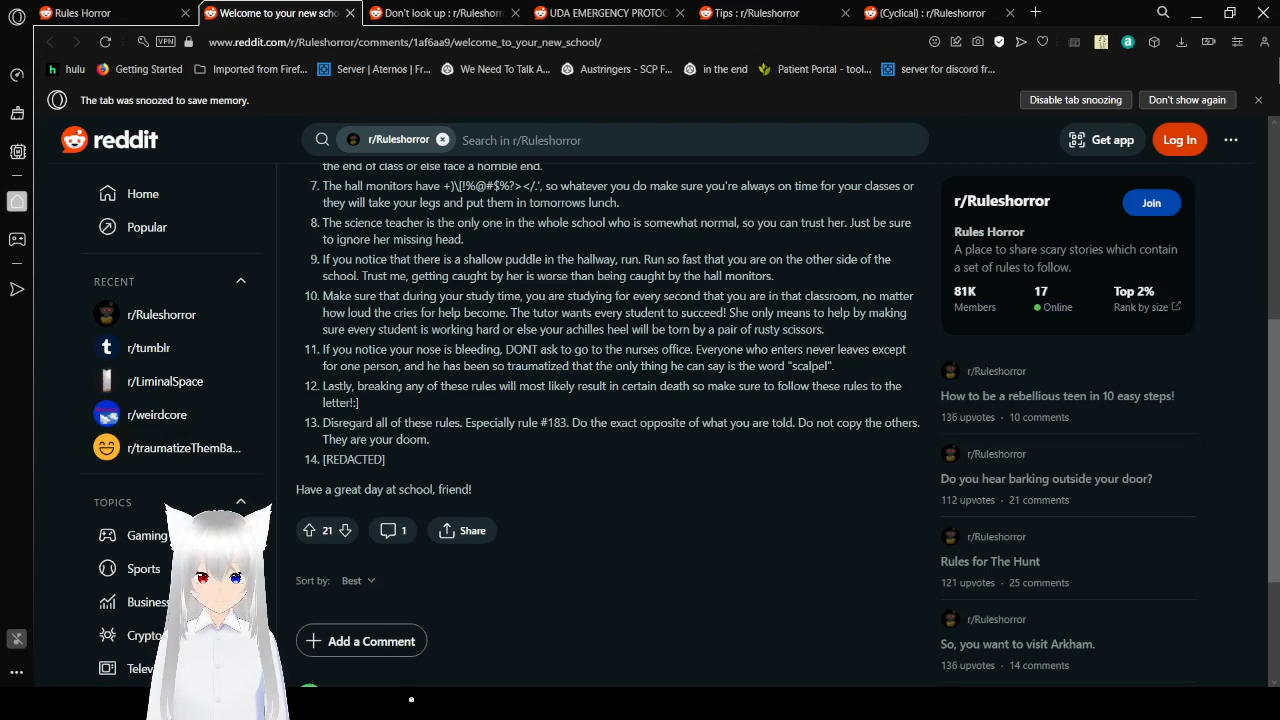 Rules Horror
Welcome to your new scho
Don't look up : r/Ruleshorror
UDA EMERGENCY PROTOC
Tips : r/Ruleshorror
(Cyclical) : r/Ruleshorror
VPN
www.reddit.com/r/Ruleshorror/comments/1af6aa9/welcome_to_your_new_school/
hulu
Getting Started
Imported from Firef...
Server | Aternos | Fr...
We Need To Talk A...
Austringers - SCP F...
in the end
Patient Portal - tool...
server for discord fr...
The tab was snoozed to save memory.
Disable tab snoozing
Don't show again
reddit
r/Ruleshorror
Search in r/Ruleshorror
Get app
Log In
Home
Popular
RECENT
r/Ruleshorror
r/tumblr
r/LiminalSpace
r/weirdcore
r/traumatizeThemBa...
TOPICS
Gaming
Sports
Business
Crypto
Telev
the end of class or else face a horrible end.
7. The hall monitors have +)\[!%@#$%?></.', so whatever you do make sure you're always on time for your classes or
they will take your legs and put them in tomorrows lunch.
8. The science teacher is the only one in the whole school who is somewhat normal, so you can trust her. Just be sure
to ignore her missing head.
9. If you notice that there is a shallow puddle in the hallway, run. Run so fast that you are on the other side of the
school. Trust me, getting caught by her is worse than being caught by the hall monitors.
10. Make sure that during your study time, you are studying for every second that you are in that classroom, no matter
how loud the cries for help become. The tutor wants every student to succeed! She only means to help by making
sure every student is working hard or else your achilles heel will be torn by a pair of rusty scissors.
11. If you notice your nose is bleeding, DONT ask to go to the nurses office. Everyone who enters never leaves except
for one person, and he has been so traumatized that the only thing he can say is the word "scalpel".
12. Lastly, breaking any of these rules will most likely result in certain death so make sure to follow these rules to the
letter!:]
13. Disregard all of these rules. Especially rule #183. Do the exact opposite of what you are told. Do not copy the others.
They are your doom.
14. [REDACTED]
Have a great day at school, friend!
21
1
Share
Sort by:
Best
Add a Comment
r/Ruleshorror
Join
Rules Horror
A place to share scary stories which contain
a set of rules to follow.
81K
17
Top 2%
Members
Online
Rank by size
r/Ruleshorror
How to be a rebellious teen in 10 easy steps!
136 upvotes · 10 comments
r/Ruleshorror
Do you hear barking outside your door?
112 upvotes · 21 comments
r/Ruleshorror
Rules for The Hunt
121 upvotes · 25 comments
r/Ruleshorror
So, you want to visit Arkham.
136 upvotes · 14 comments